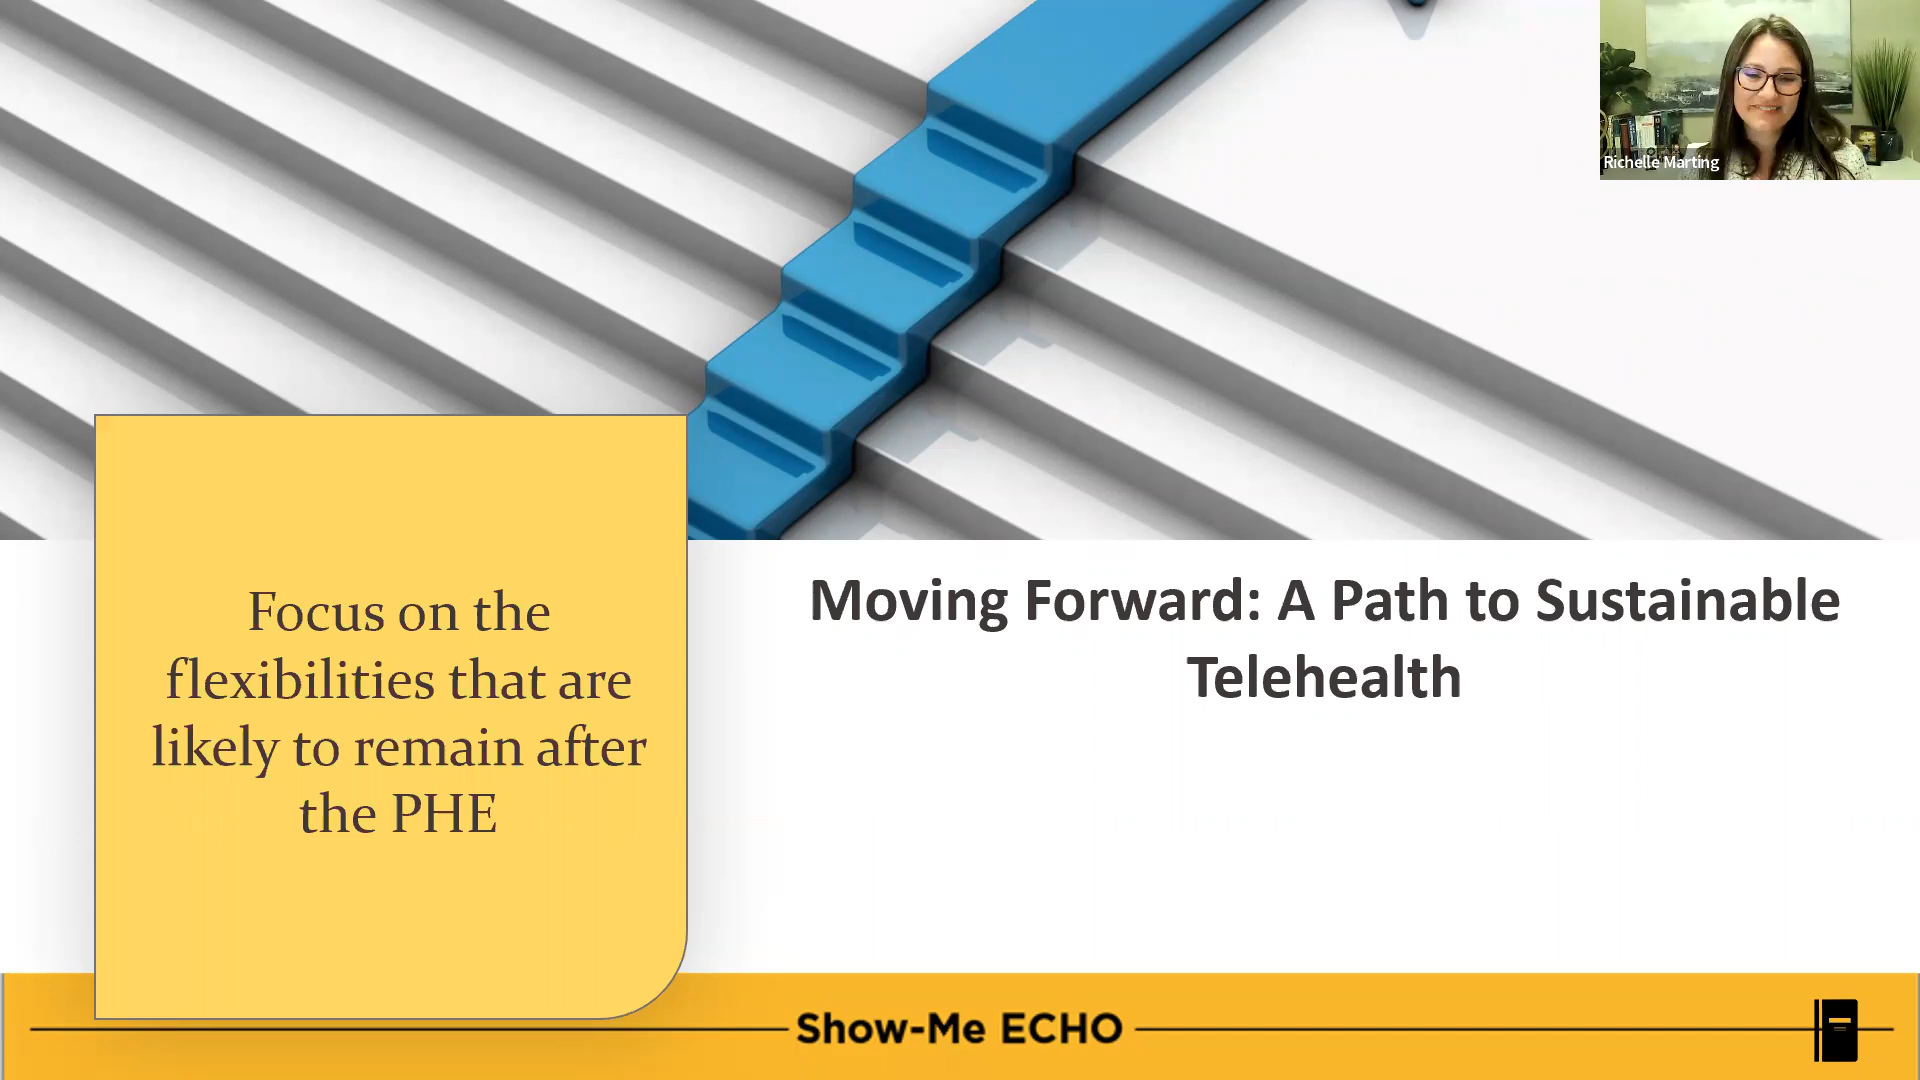 Richelle Marting
Focus on the
flexibilities that are
likely to remain after
the PHE
Moving Forward: A Path to Sustainable
Telehealth
Show-Me ECHO